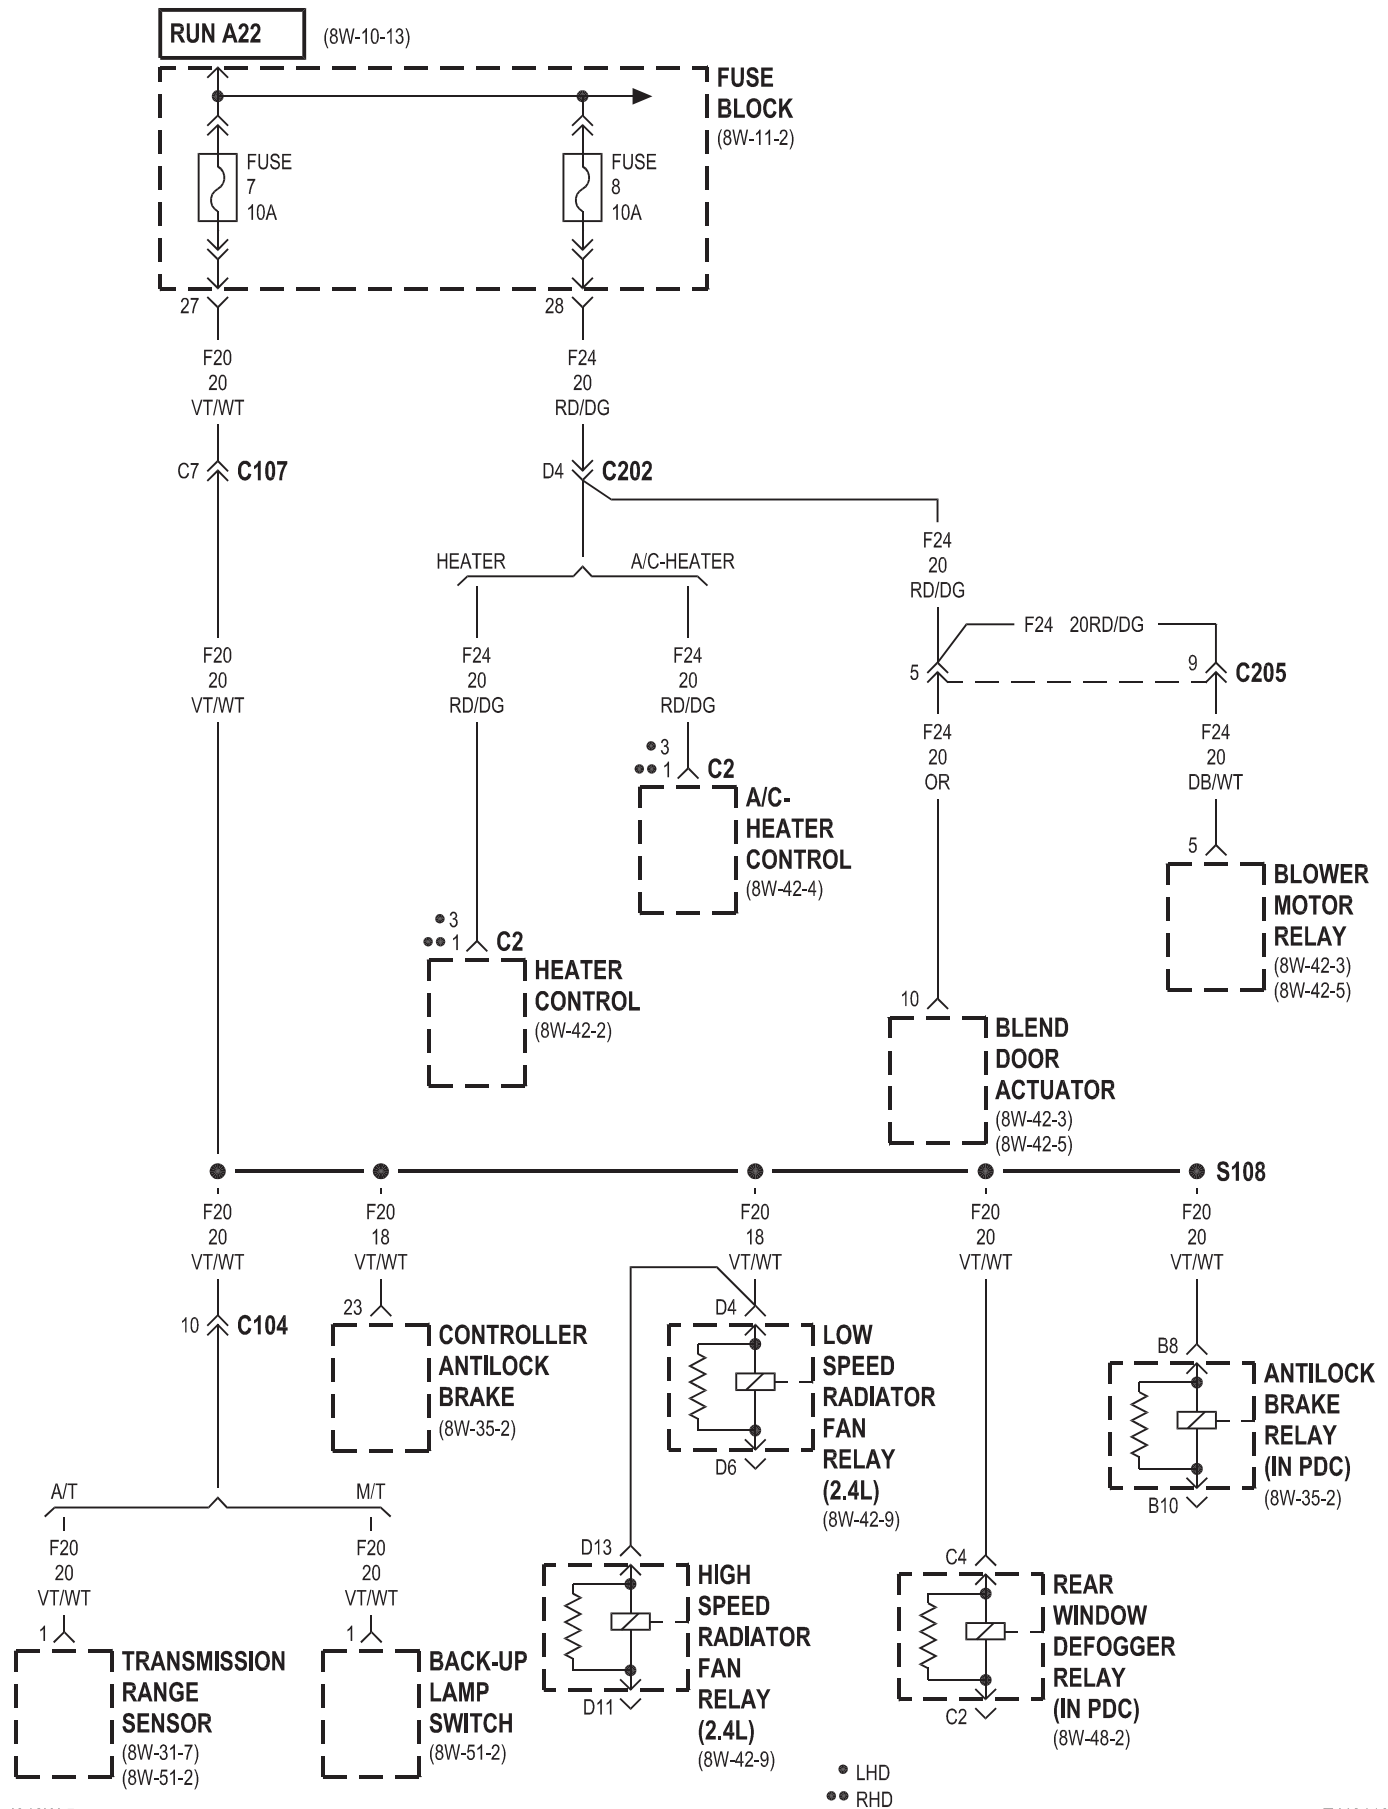 RUN A22
(8W-10-13)
FUSE
BLOCK
(8W-11-2)
FUSE
7
10A
FUSE
8
10A
27
28
F20
20
VT/WT
F24
20
RD/DG
C7
C107
D4
C202
F24
20
RD/DG
HEATER
A/C-HEATER
F24 20RD/DG
F20
20
VT/WT
F24
20
RD/DG
F24
20
RD/DG
5
9
C205
F24
20
OR
F24
20
DB/WT
3
1
C2
A/C-
HEATER
CONTROL
(8W-42-4)
5
BLOWER
MOTOR
RELAY
(8W-42-3)
(8W-42-5)
3
1
C2
HEATER
CONTROL
(8W-42-2)
10
BLEND
DOOR
ACTUATOR
(8W-42-3)
(8W-42-5)
S108
F20
20
VT/WT
F20
18
VT/WT
F20
18
VT/WT
F20
20
VT/WT
F20
20
VT/WT
10
C104
23
CONTROLLER
ANTILOCK
BRAKE
(8W-35-2)
D4
LOW
SPEED
RADIATOR
FAN
RELAY
(2.4L)
(8W-42-9)
D6
B8
ANTILOCK
BRAKE
RELAY
(IN PDC)
(8W-35-2)
B10
A/T
M/T
F20
20
VT/WT
F20
20
VT/WT
1
TRANSMISSION
RANGE
SENSOR
(8W-31-7)
(8W-51-2)
1
BACK-UP
LAMP
SWITCH
(8W-51-2)
D13
HIGH
SPEED
RADIATOR
FAN
RELAY
(2.4L)
(8W-42-9)
D11
C4
REAR
WINDOW
DEFOGGER
RELAY
(IN PDC)
(8W-48-2)
C2
LHD
RHD